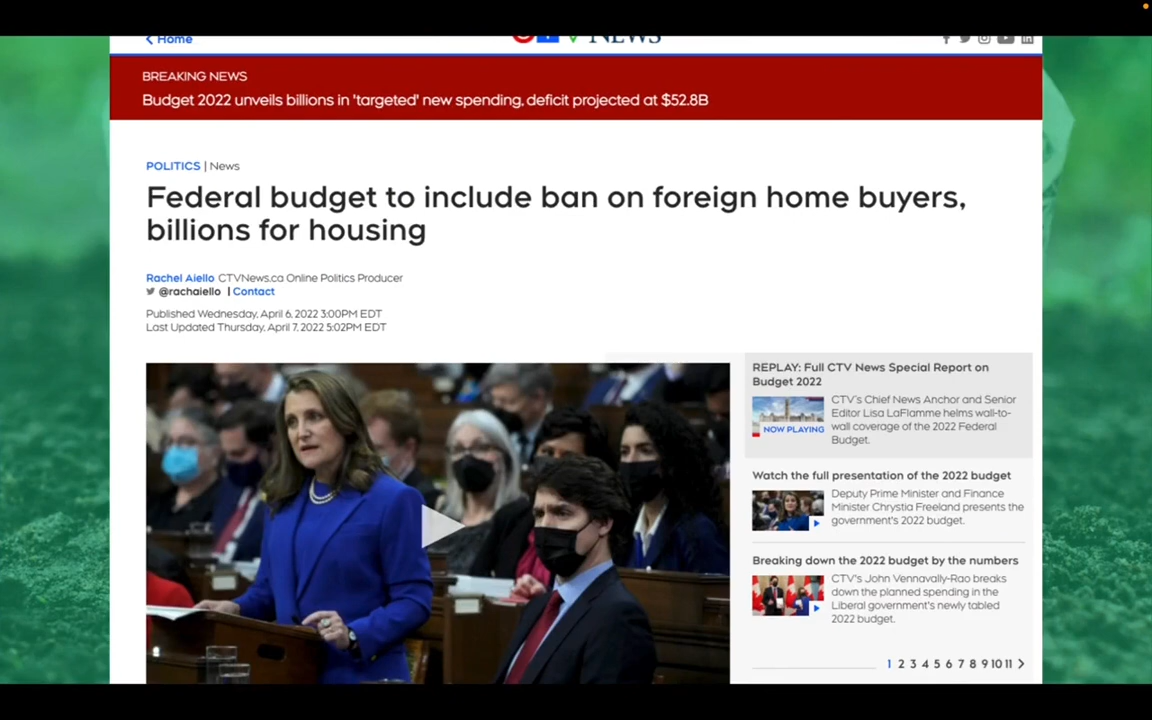 Home
NEWS
BREAKING NEWS
Budget 2022 unveils billions in 'targeted' new spending, deficit projected at $52.8B
POLITICS | News
Federal budget to include ban on foreign home buyers,
billions for housing
Rachel Aiello CTVNews.ca Online Politics Producer
@rachaiello | Contact
Published Wednesday, April 6, 2022 3:00PM EDT
Last Updated Thursday, April 7, 2022 5:02PM EDT
REPLAY: Full CTV News Special Report on
Budget 2022
NOW PLAYING
CTV's Chief News Anchor and Senior
Editor Lisa LaFlamme helms wall-to-
wall coverage of the 2022 Federal
Budget.
Watch the full presentation of the 2022 budget
Deputy Prime Minister and Finance
Minister Chrystia Freeland presents the
government's 2022 budget.
Breaking down the 2022 budget by the numbers
CTV's John Vennavally-Rao breaks
down the planned spending in the
Liberal government's newly tabled
2022 budget.
1 2 3 4 5 6 7 8 9 10 11